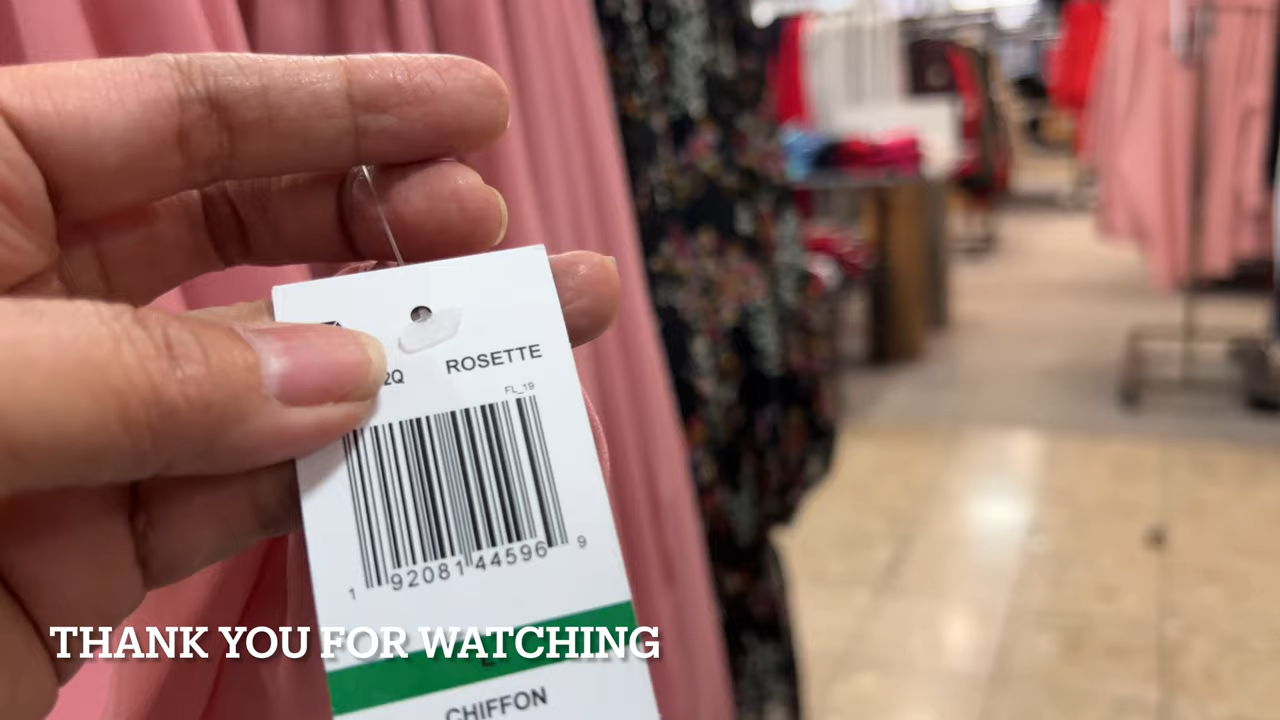 2Q ROSETTE
FL_19
1 92081 44596 9
THANK YOU FOR WATCHING
CHIFFON